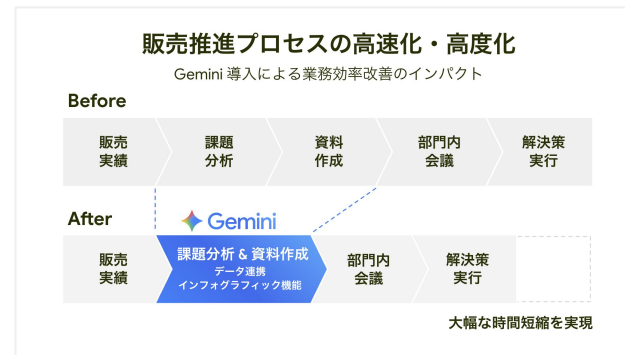 販売推進プロセスの高速化・高度化
Gemini 導入による業務効率改善のインパクト
Before
販売
実績
課題
分析
資料
作成
部門内
会議
解決策
実行
After
Gemini
販売
実績
課題分析 & 資料作成
データ連携
インフォグラフィック機能
部門内
会議
解決策
実行
大幅な時間短縮を実現